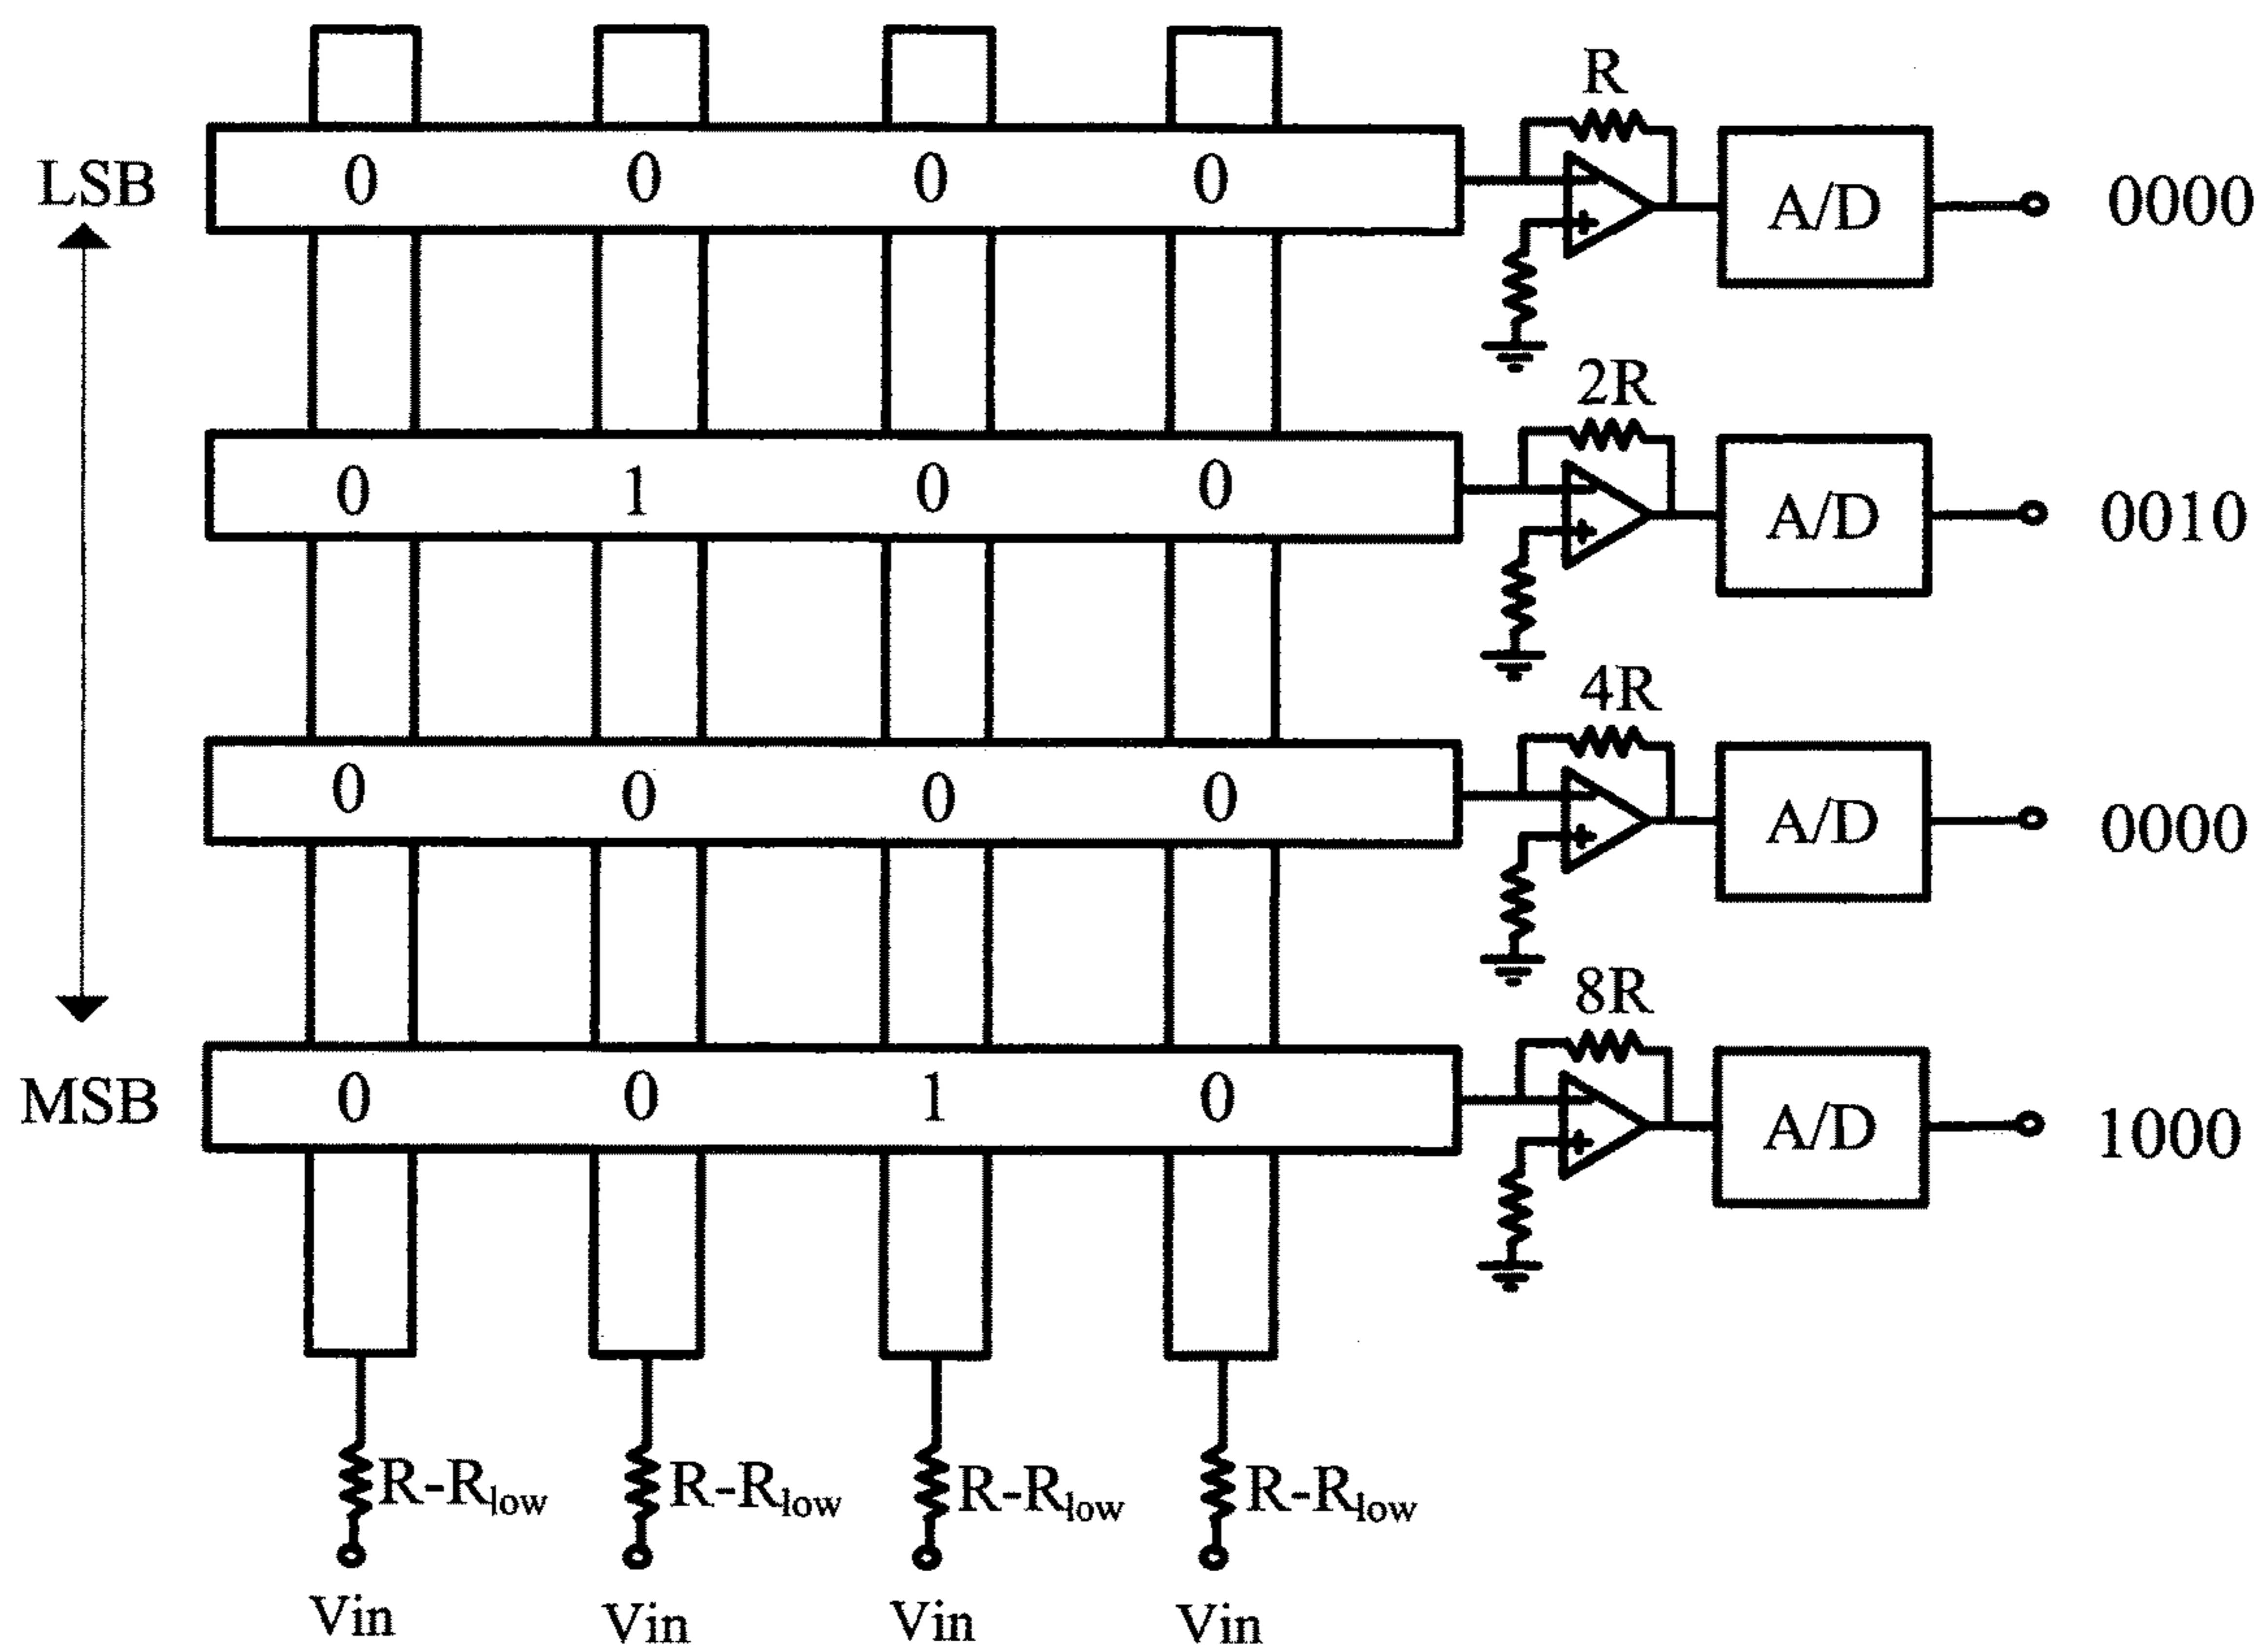 R
LSB 0 0 0 0 - + A/D 0000
2R
0 1 0 0 - + A/D 0010
4R
0 0 0 0 - + A/D 0000
8R
MSB 0 0 1 0 - + A/D 1000
R-Rlow R-Rlow R-Rlow R-Rlow
Vin Vin Vin Vin